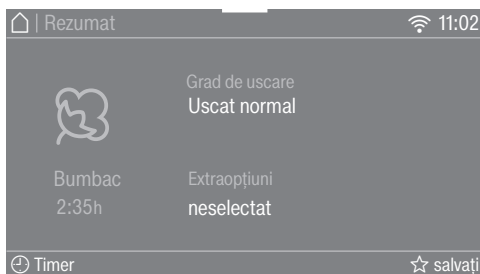 | Rezumat
11:02
Grad de uscare
Uscat normal
Bumbac
2:35h
Extraopțiuni
neselectat
Timer
salvați